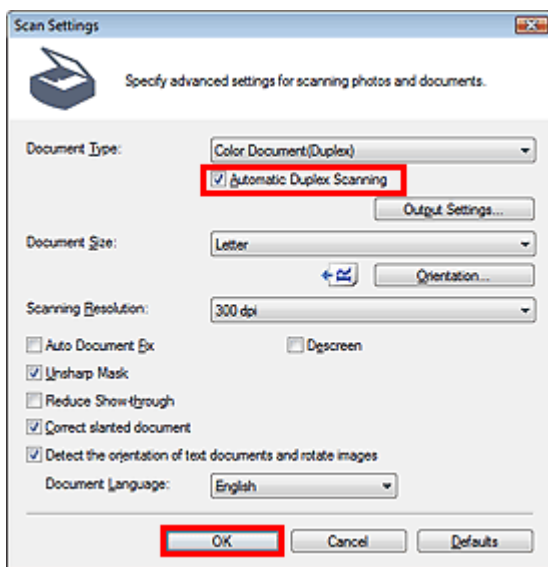 Scan Settings
Specify advanced settings for scanning photos and documents.
Document Type: Color Document(Duplex)
Automatic Duplex Scanning
Output Settings...
Document Size: Letter
R Orientation...
Scanning Resolution: 300 dpi
Auto Document Fix Descreen
Unsharp Mask
Reduce Show-through
Correct slanted document
Detect the orientation of text documents and rotate images
Document Language: English
OK Cancel Defaults